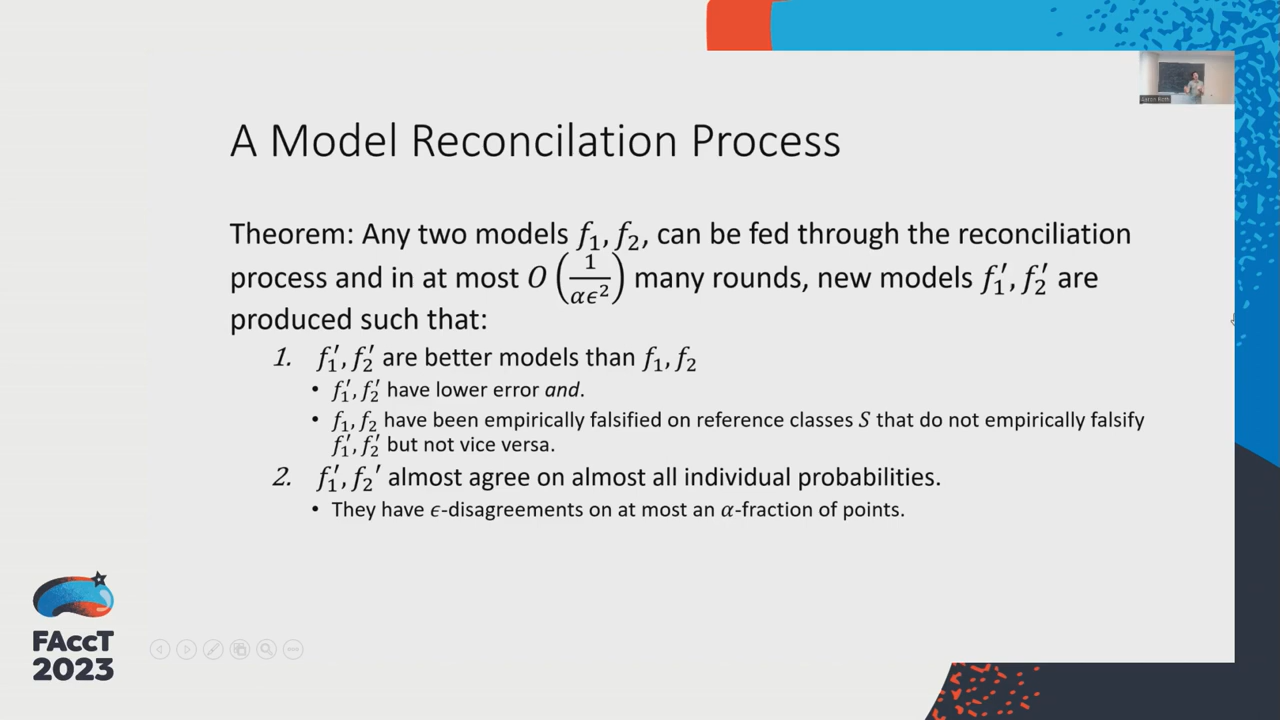 A Model Reconcilation Process
Theorem: Any two models f₁, f₂, can be fed through the reconciliation
process and in at most O(1/(αϵ²)) many rounds, new models f₁′, f₂′ are
produced such that:
1. f₁′, f₂′ are better models than f₁, f₂
• f₁′, f₂′ have lower error and.
• f₁, f₂ have been empirically falsified on reference classes S that do not empirically falsify
f₁′, f₂′ but not vice versa.
2. f₁′, f₂′ almost agree on almost all individual probabilities.
• They have ϵ-disagreements on at most an α-fraction of points.
FAccT
2023
Aaron Roth